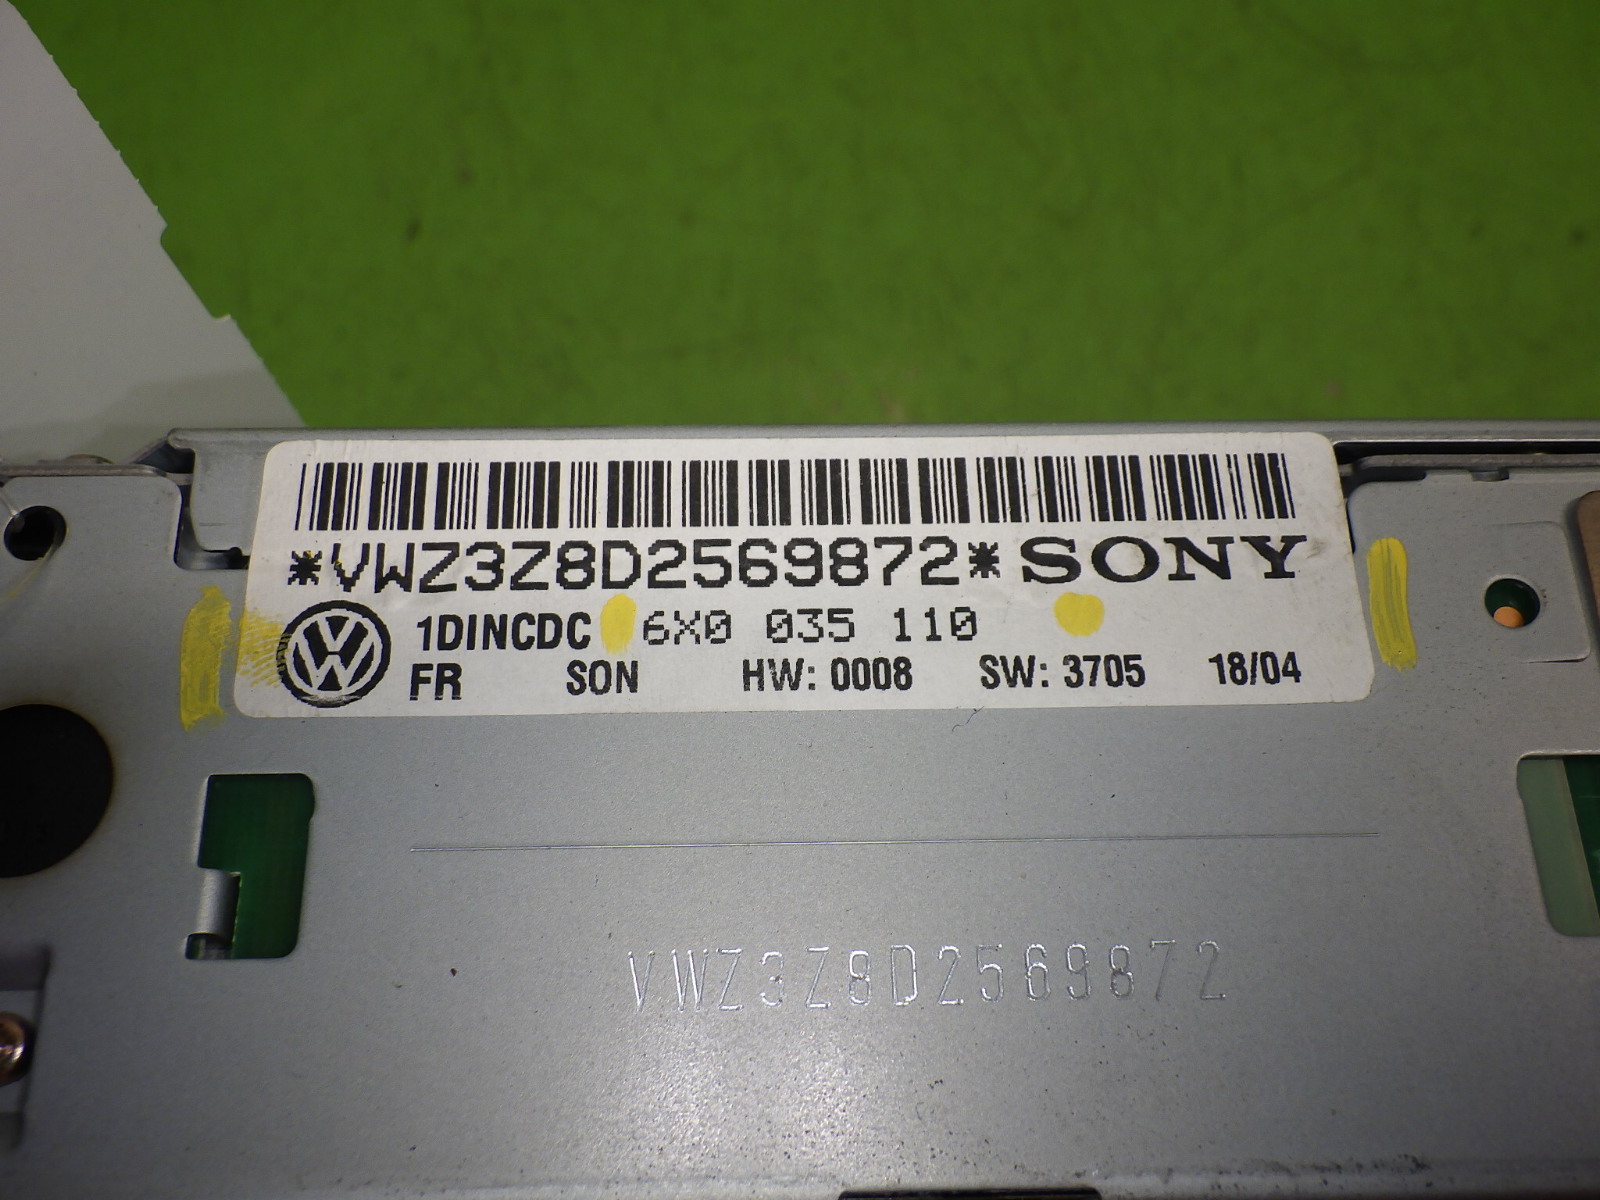 *VWZ3Z8D2569872* SONY
1DINCDC 6X0 035 110
FR SON HW: 0008 SW: 3705 18/04
VWZ3Z8D2569872